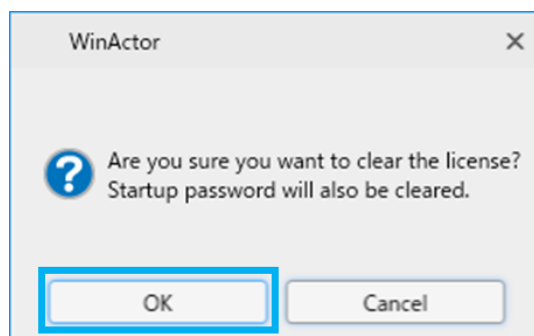 WinActor
Are you sure you want to clear the license?
Startup password will also be cleared.
OK
Cancel